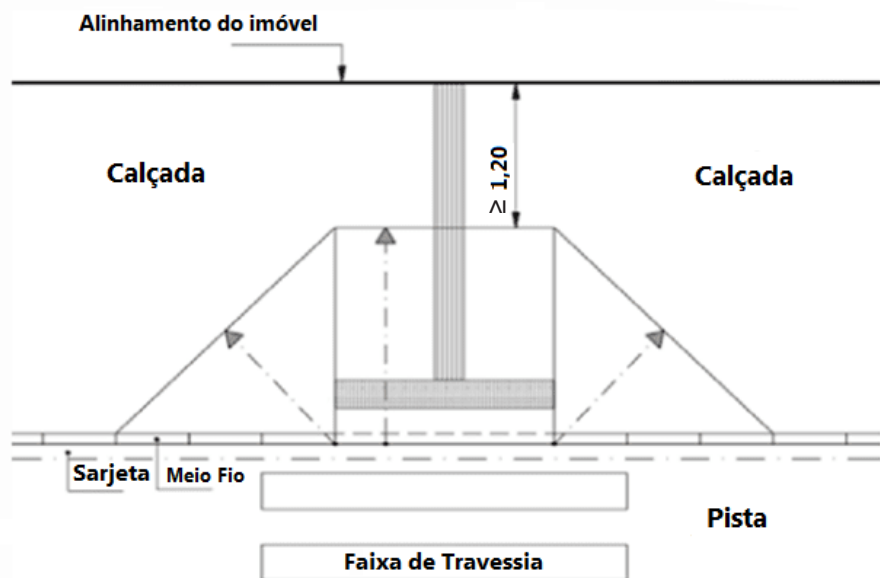 Alinhamento do imóvel
Calçada
≥ 1,20
Calçada
Sarjeta
Meio Fio
Pista
Faixa de Travessia